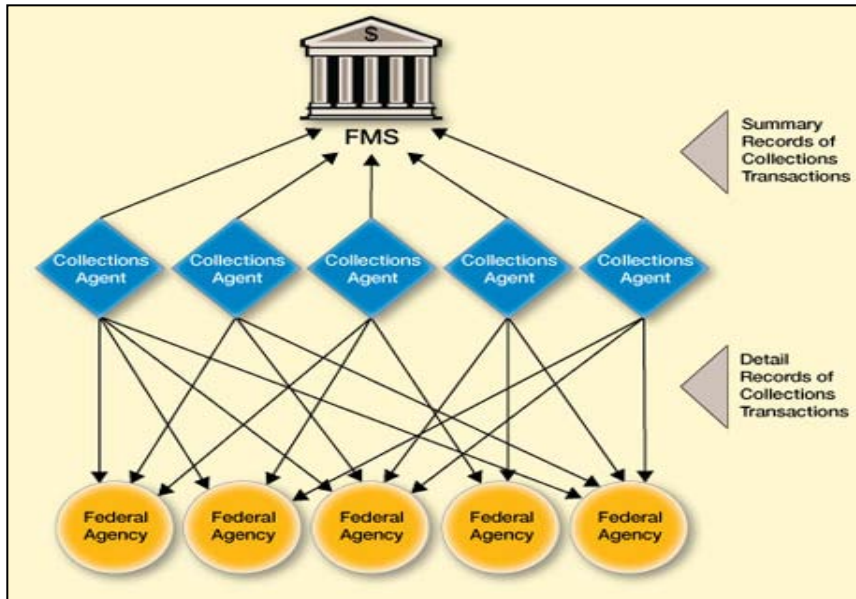 S
FMS
Summary
Records of
Collections
Transactions
Collections
Agent
Collections
Agent
Collections
Agent
Collections
Agent
Collections
Agent
Detail
Records of
Collections
Transactions
Federal
Agency
Federal
Agency
Federal
Agency
Federal
Agency
Federal
Agency